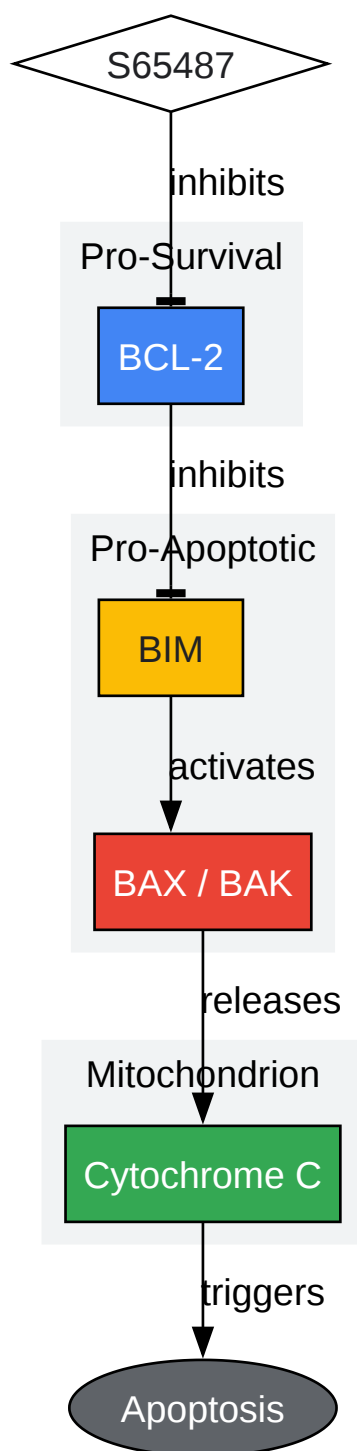 S65487
inhibits
Pro-Survival
BCL-2
inhibits
Pro-Apoptotic
BIM
activates
BAX / BAK
releases
Mitochondrion
Cytochrome C
triggers
Apoptosis